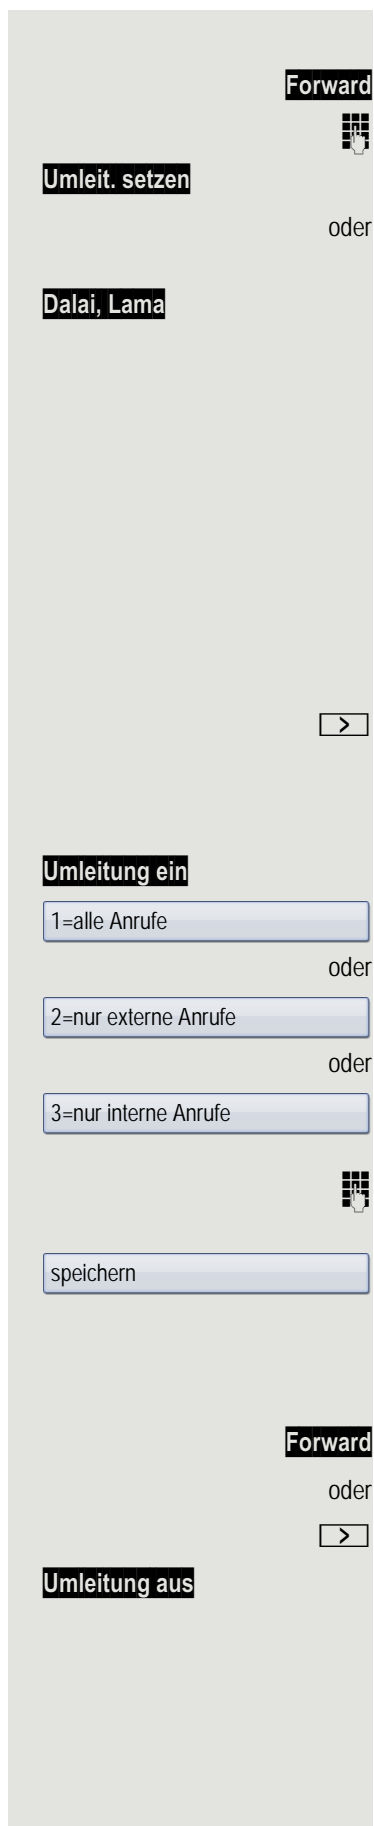 Forward
Umleit. setzen
oder
Dalai, Lama
>
Umleitung ein
1=alle Anrufe
oder
2=nur externe Anrufe
oder
3=nur interne Anrufe
speichern
Forward
oder
>
Umleitung aus